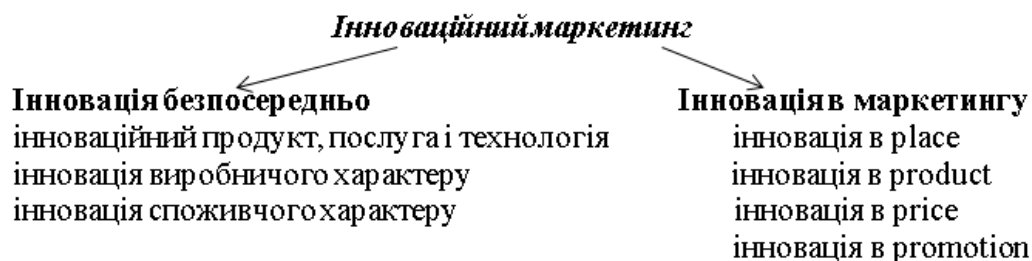 Інноваційний маркетинг
Інновація безпосередньо
інноваційний продукт, послуга і технологія
інновація виробничого характеру
інновація споживчого характеру
Інновація в маркетингу
інновація в place
інновація в product
інновація в price
інновація в promotion